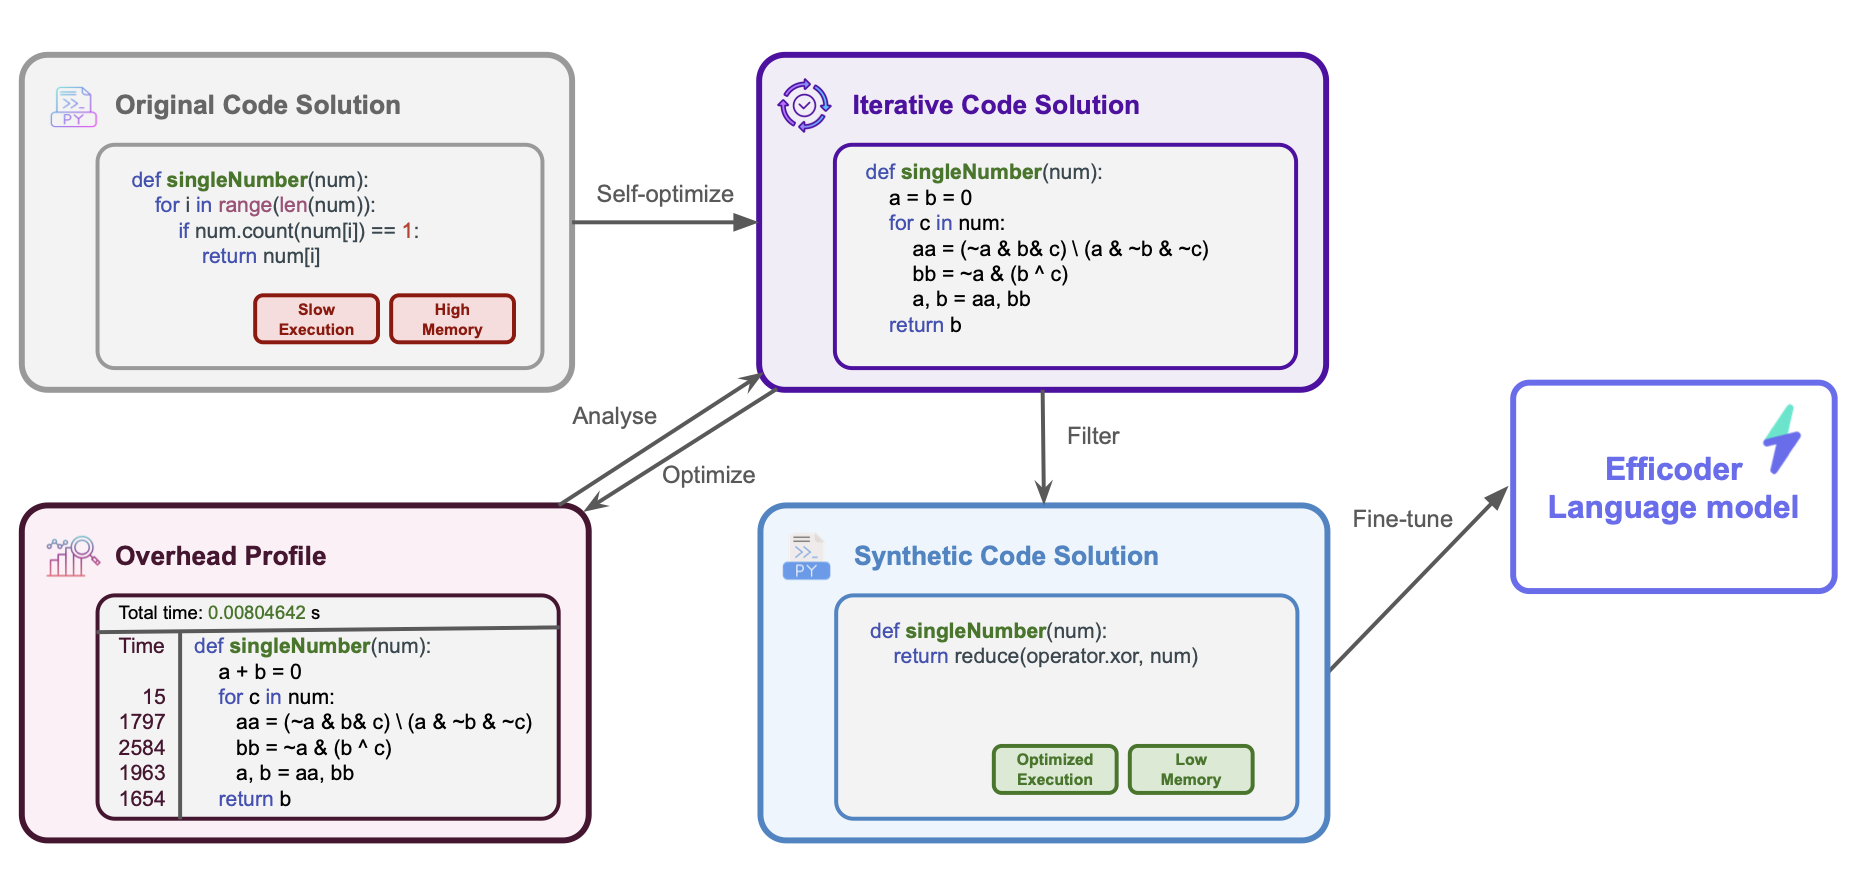 Original Code Solution
PY
def singleNumber(num):
for i in range(len(num)):
if num.count(num[i]) == 1:
return num[i]
Slow
Execution
High
Memory
Self-optimize
Iterative Code Solution
def singleNumber(num):
a = b = 0
for c in num:
aa = (~a & b& c) \ (a & ~b & ~c)
bb = ~a & (b ^ c)
a, b = aa, bb
return b
Analyse
Optimize
Filter
Overhead Profile
Total time: 0.00804642 s
Time def singleNumber(num):
a + b = 0
15 for c in num:
1797 aa = (~a & b& c) \ (a & ~b & ~c)
2584 bb = ~a & (b ^ c)
1963 a, b = aa, bb
1654 return b
Synthetic Code Solution
PY
def singleNumber(num):
return reduce(operator.xor, num)
Optimized
Execution
Low
Memory
Fine-tune
Efficoder
Language model